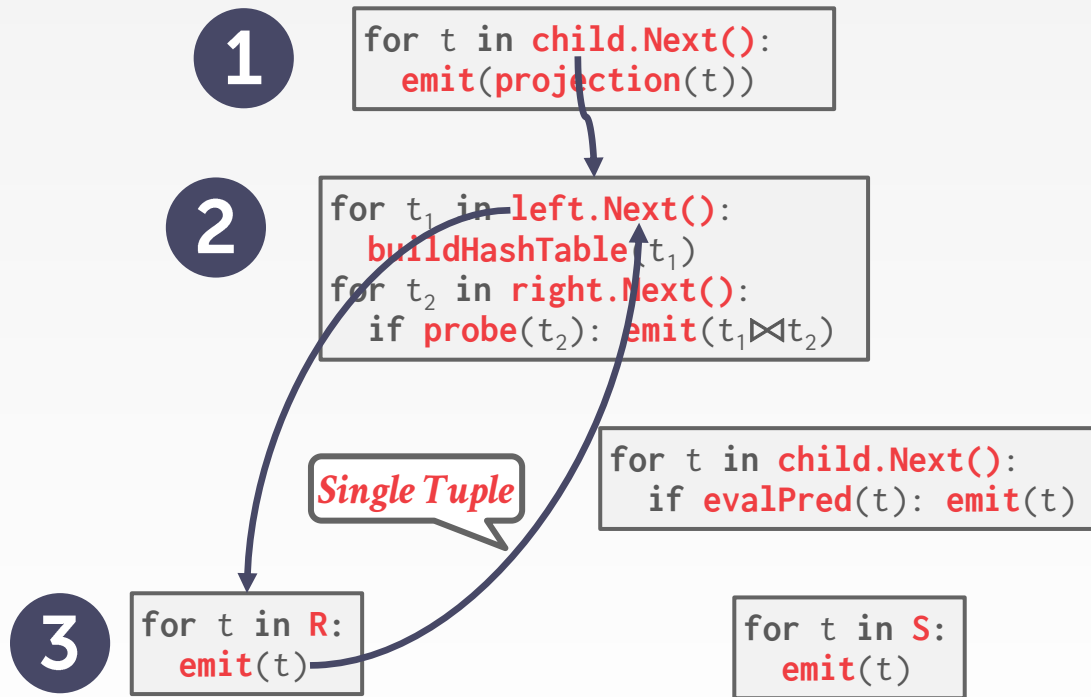 1
for t in child.Next():
  emit(projection(t))
2
for t₁ in left.Next():
  buildHashTable(t₁)
for t₂ in right.Next():
  if probe(t₂): emit(t₁⨝t₂)
for t in child.Next():
  if evalPred(t): emit(t)
Single Tuple
3
for t in R:
  emit(t)
for t in S:
  emit(t)